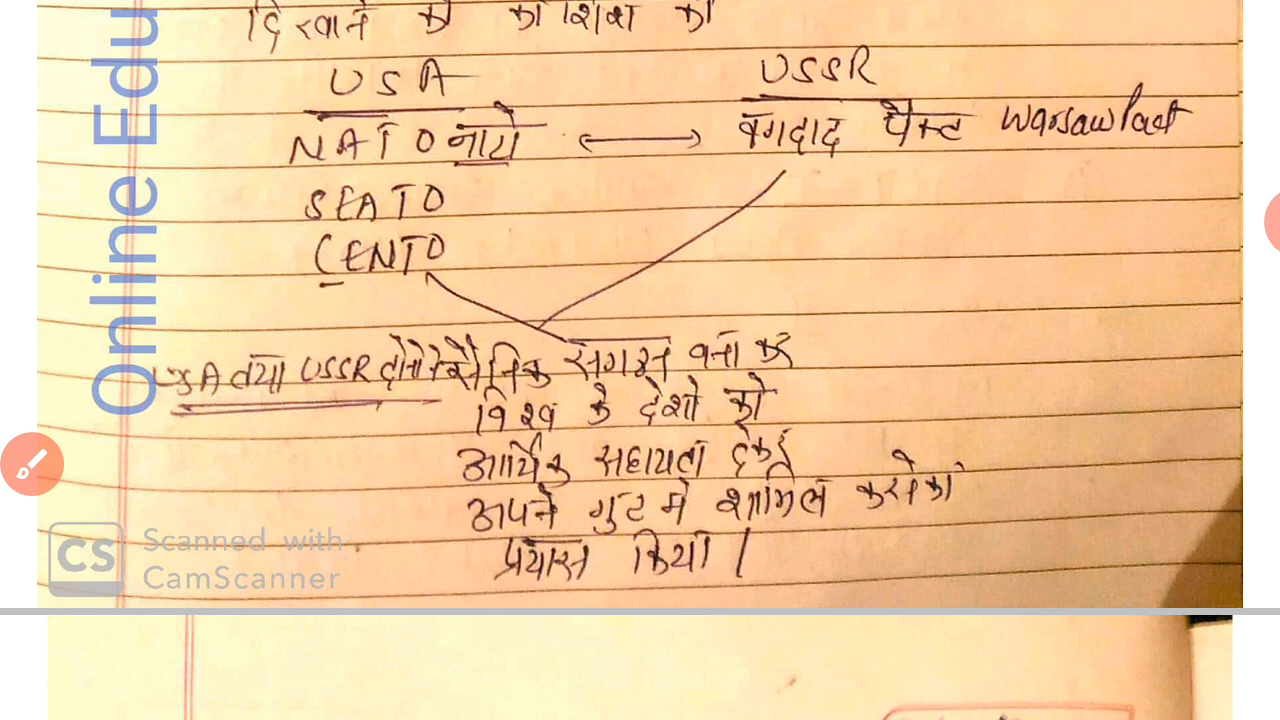 दिखाने की कोशिश की
USA
USSR
NATO नाटो ⟷ बगदाद पैक्ट Warsaw Pact
SEATO
CENTO
USA तथा USSR दोनो ने सैनिक संगठन बना कर
विश्व के देशो को
आर्थिक सहायता देकर
अपने गुट मे शामिल करने का
प्रयास किया |
Online Edu
CS Scanned with
CamScanner